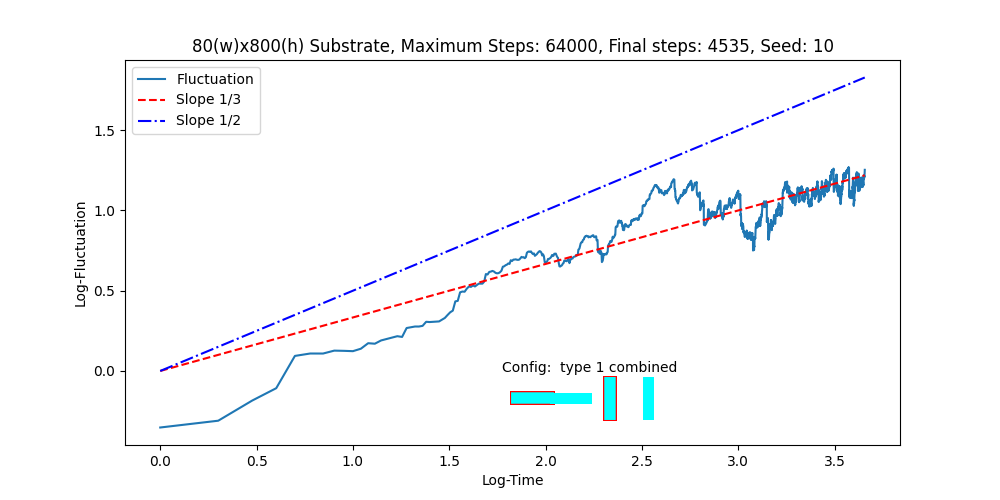 80(w)x800(h) Substrate, Maximum Steps: 64000, Final steps: 4535, Seed: 10
Fluctuation
Slope 1/3
Slope 1/2
Log-Fluctuation
1.5
1.0
0.5
0.0
Config:  type 1 combined
0.0 0.5 1.0 1.5 2.0 2.5 3.0 3.5
Log-Time